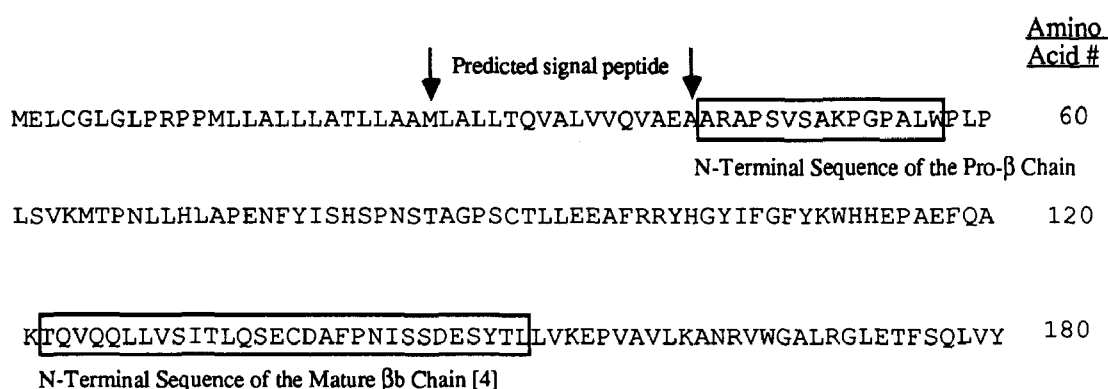 Amino
Acid #
Predicted signal peptide
MELCGLGLPRPPMLLALLLATLLAAMLALLTQVALVVQVAEAARAPSVSAKPGPALWPLP 60
N-Terminal Sequence of the Pro-β Chain
LSVKMTPNLLHLAPENFYISHSPNSTAGPSCTLLEEAFRRYHGYIFGFYKWHHEPAEFQA 120
KTQVQQLLVSITLQSECDAFPNISSDESYTLLVKEPVAVLKANRVWGALRGLETFSQLVY 180
N-Terminal Sequence of the Mature βb Chain [4]